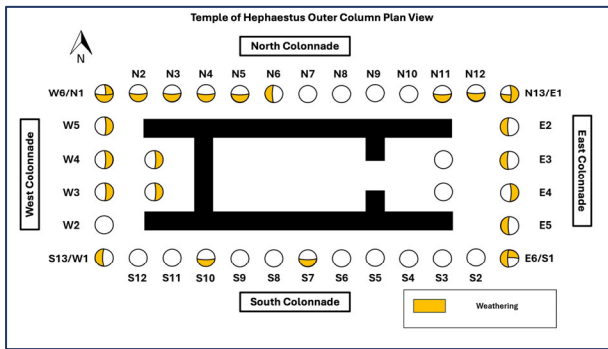 Temple of Hephaestus Outer Column Plan View
North Colonnade
N
N2 N3 N4 N5 N6 N7 N8 N9 N10 N11 N12
W6/N1 N13/E1
W5 E2
W4 E3
W3 E4
W2 E5
S13/W1 E6/S1
West Colonnade
East Colonnade
S12 S11 S10 S9 S8 S7 S6 S5 S4 S3 S2
South Colonnade
Weathering